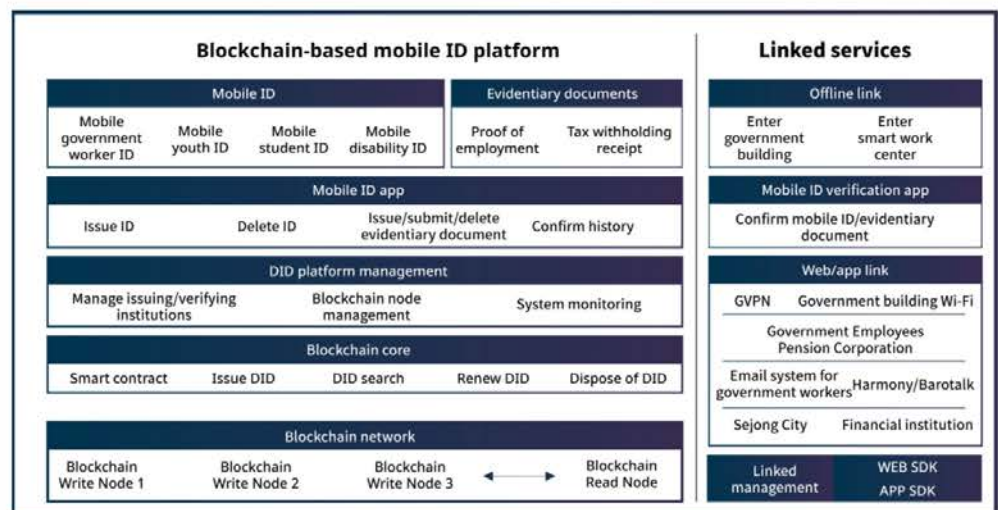 Blockchain-based mobile ID platform
Mobile ID
Mobile
government
worker ID
Mobile
youth ID
Mobile
student ID
Mobile
disability ID
Evidentiary documents
Proof of
employment
Tax withholding
receipt
Mobile ID app
Issue ID
Delete ID
Issue/submit/delete
evidentiary document
Confirm history
DID platform management
Manage issuing/verifying
institutions
Blockchain node
management
System monitoring
Blockchain core
Smart contract
Issue DID
DID search
Renew DID
Dispose of DID
Blockchain network
Blockchain
Write Node 1
Blockchain
Write Node 2
Blockchain
Write Node 3
Blockchain
Read Node
Linked services
Offline link
Enter
government
building
Enter
smart work
center
Mobile ID verification app
Confirm mobile ID/evidentiary
document
Web/app link
GVPN
Government building Wi-Fi
Government Employees
Pension Corporation
Email system for
government workers
Harmony/Barotalk
Sejong City
Financial institution
Linked
management
WEB SDK
APP SDK